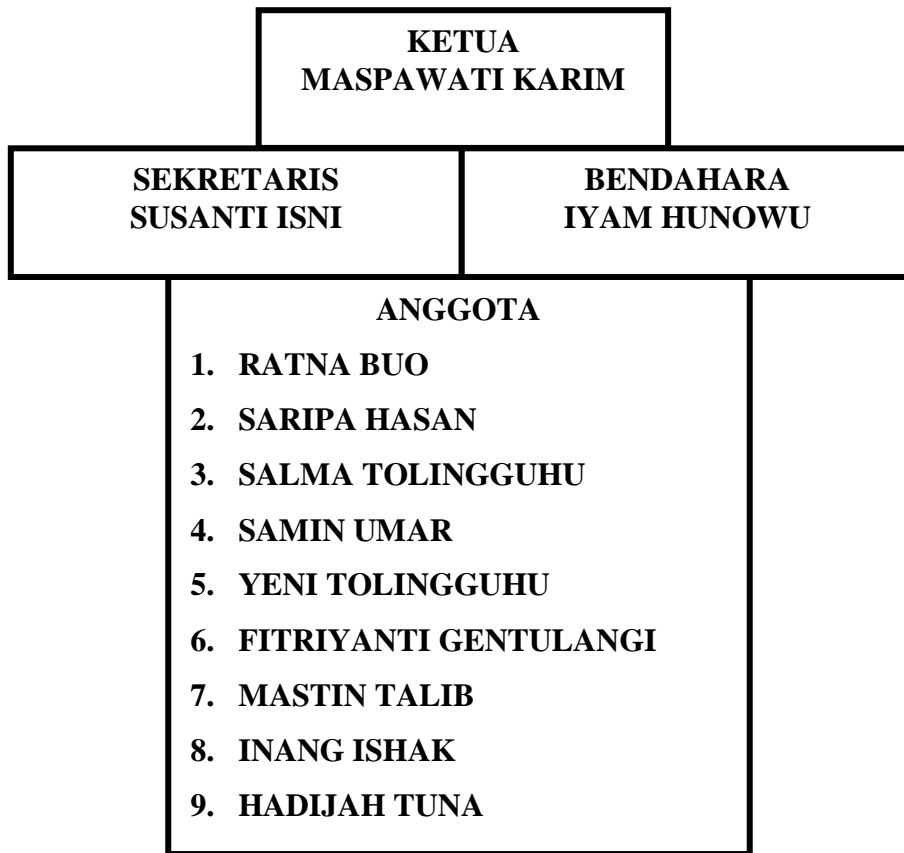 KETUA
MASPAWATI KARIM
SEKRETARIS
SUSANTI ISNI
BENDAHARA
IYAM HUNOWU
ANGGOTA
1. RATNA BUO
2. SARIPA HASAN
3. SALMA TOLINGGUHU
4. SAMIN UMAR
5. YENI TOLINGGUHU
6. FITRIYANTI GENTULANGI
7. MASTIN TALIB
8. INANG ISHAK
9. HADIJAH TUNA